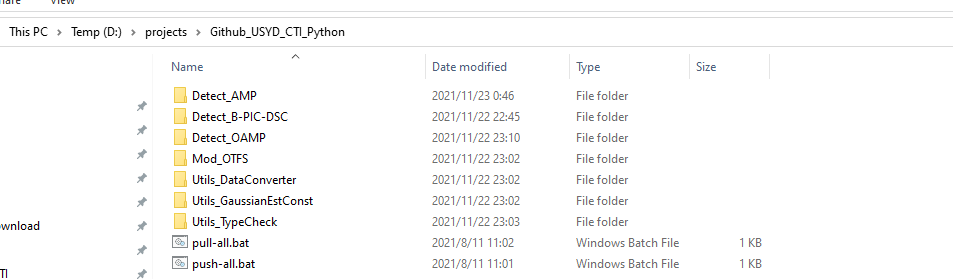 View
This PC > Temp (D:) > projects > Github_USYD_CTI_Python
Name Date modified Type Size
Detect_AMP 2021/11/23 0:46 File folder
Detect_B-PIC-DSC 2021/11/22 22:45 File folder
Detect_OAMP 2021/11/22 23:10 File folder
Mod_OTFS 2021/11/22 23:02 File folder
Utils_DataConverter 2021/11/22 23:02 File folder
Utils_GaussianEstConst 2021/11/22 23:02 File folder
Utils_TypeCheck 2021/11/22 23:03 File folder
wnload
pull-all.bat 2021/8/11 11:02 Windows Batch File 1 KB
push-all.bat 2021/8/11 11:01 Windows Batch File 1 KB